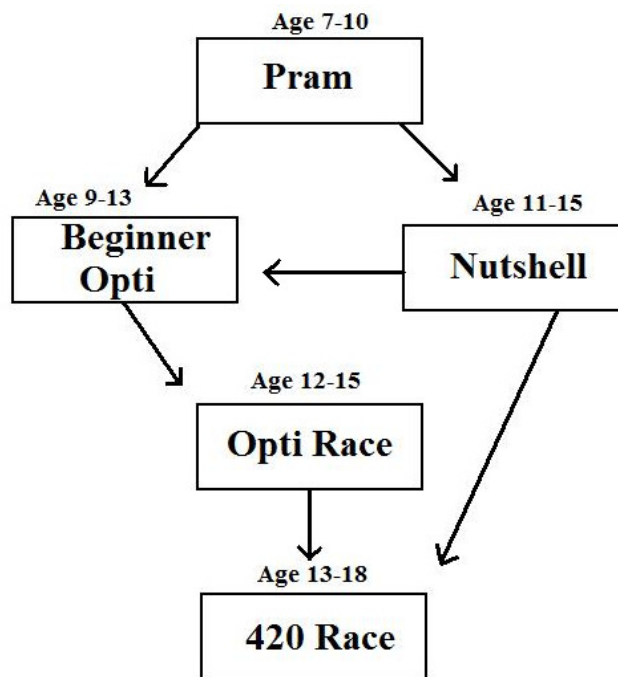 Age 7-10
Pram
Age 9-13
Beginner
Opti
Age 11-15
Nutshell
Age 12-15
Opti Race
Age 13-18
420 Race